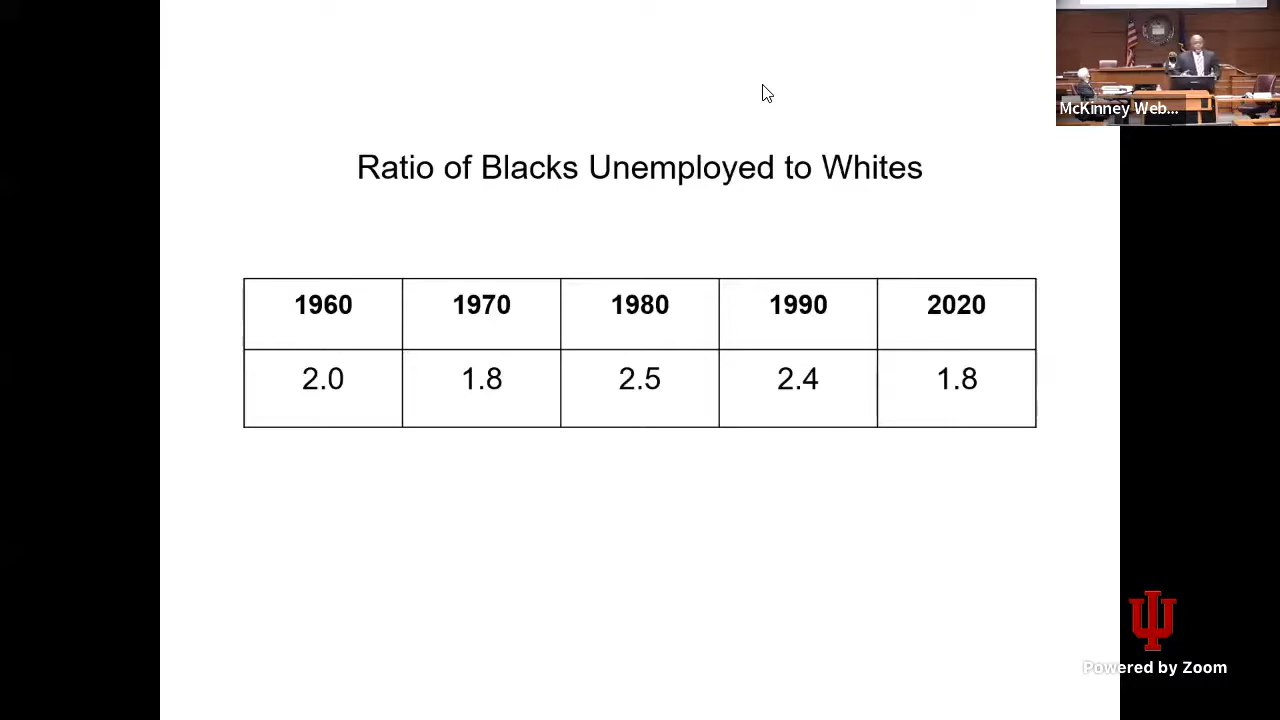 McKinney Web...
Ratio of Blacks Unemployed to Whites
1960 1970 1980 1990 2020
2.0 1.8 2.5 2.4 1.8
Powered by Zoom